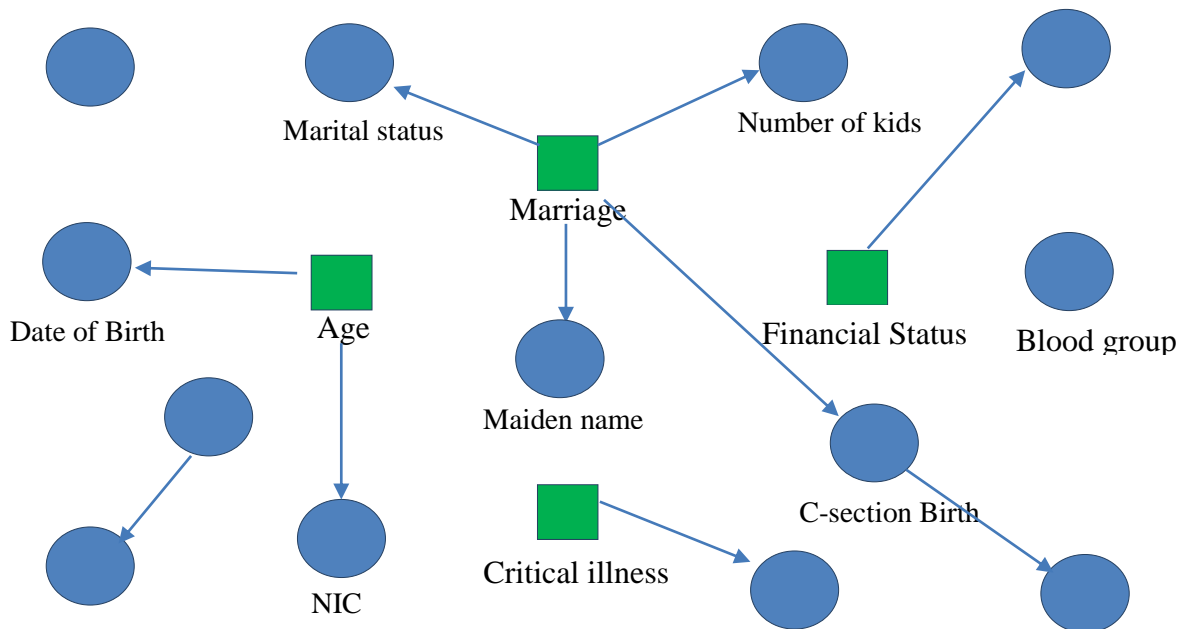 Marital status
Number of kids
Marriage
Date of Birth
Age
Financial Status
Blood group
Maiden name
C-section Birth
Critical illness
NIC